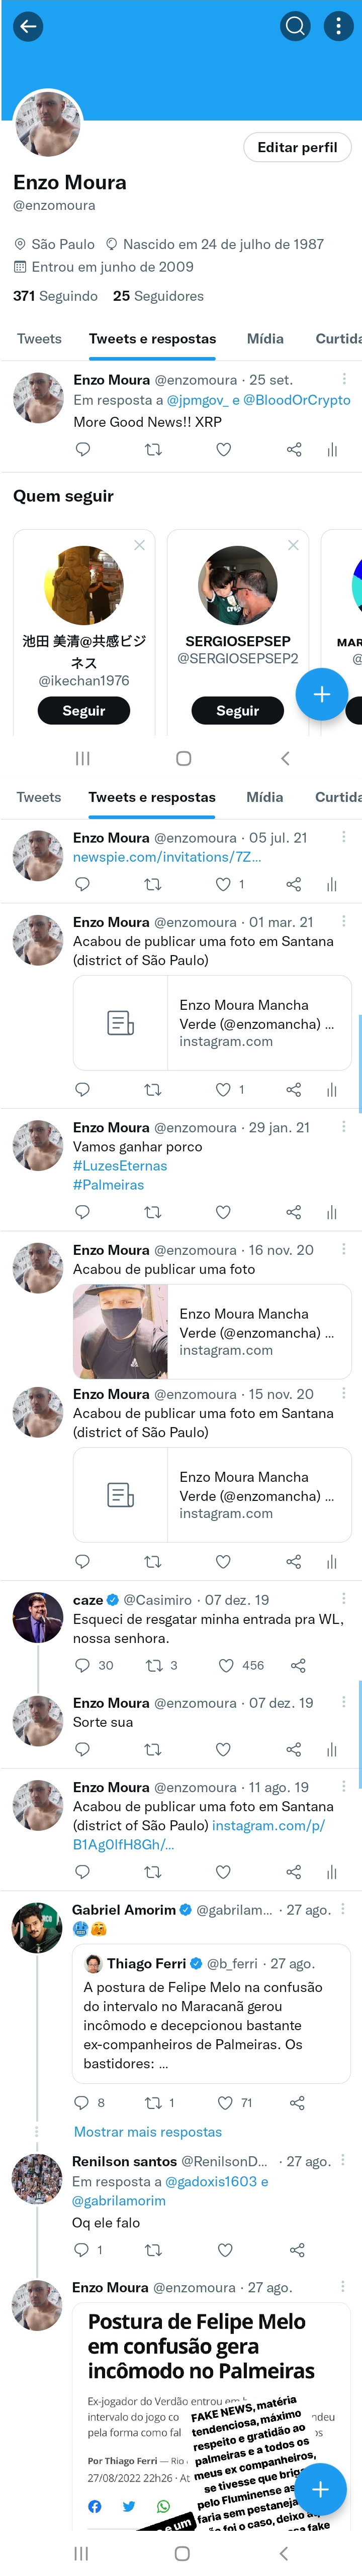 Editar perfil
Enzo Moura
@enzomoura
São Paulo Nascido em 24 de julho de 1987
Entrou em junho de 2009
371 Seguindo 25 Seguidores
Tweets Tweets e respostas Mídia Curtida
Enzo Moura @enzomoura · 25 set.
Em resposta a @jpmgov_ e @BloodOrCrypto
More Good News!! XRP
Quem seguir
池田 美清@共感ビジネス
@ikechan1976
Seguir
SERGIOSEPSEP
@SERGIOSEPSEP2
Seguir
MAR
@
Tweets Tweets e respostas Mídia Curtida
Enzo Moura @enzomoura · 05 jul. 21
newspie.com/invitations/7Z...
1
Enzo Moura @enzomoura · 01 mar. 21
Acabou de publicar uma foto em Santana
(district of São Paulo)
Enzo Moura Mancha
Verde (@enzomancha) ...
instagram.com
1
Enzo Moura @enzomoura · 29 jan. 21
Vamos ganhar porco
#LuzesEternas
#Palmeiras
Enzo Moura @enzomoura · 16 nov. 20
Acabou de publicar uma foto
Enzo Moura Mancha
Verde (@enzomancha) ...
instagram.com
Enzo Moura @enzomoura · 15 nov. 20
Acabou de publicar uma foto em Santana
(district of São Paulo)
Enzo Moura Mancha
Verde (@enzomancha) ...
instagram.com
caze @Casimiro · 07 dez. 19
Esqueci de resgatar minha entrada pra WL,
nossa senhora.
30 3 456
Enzo Moura @enzomoura · 07 dez. 19
Sorte sua
Enzo Moura @enzomoura · 11 ago. 19
Acabou de publicar uma foto em Santana
(district of São Paulo) instagram.com/p/
B1Ag0lfH8Gh/...
Gabriel Amorim @gabrilam... · 27 ago.
🥶🤗
Thiago Ferri @b_ferri · 27 ago.
A postura de Felipe Melo na confusão
do intervalo no Maracanã gerou
incômodo e decepcionou bastante
ex-companheiros de Palmeiras. Os
bastidores: ...
8 1 71
Mostrar mais respostas
Renilson santos @RenilsonD... · 27 ago.
Em resposta a @gadoxis1603 e
@gabrilamorim
Oq ele falo
1
Enzo Moura @enzomoura · 27 ago.
Postura de Felipe Melo
em confusão gera
incômodo no Palmeiras
Ex-jogador do Verdão entrou em
intervalo do jogo co
pela forma como fal
Por Thiago Ferri — Rio
27/08/2022 22h26 · At
FAKE NEWS, matéria
tendenciosa, máximo
respeito e gratidão ao
palmeiras e a todos os
meus ex companheiros,
se tivesse que brig
pelo Fluminense as
faria sem pestaneja
foi o caso, deixo a
fake
é um